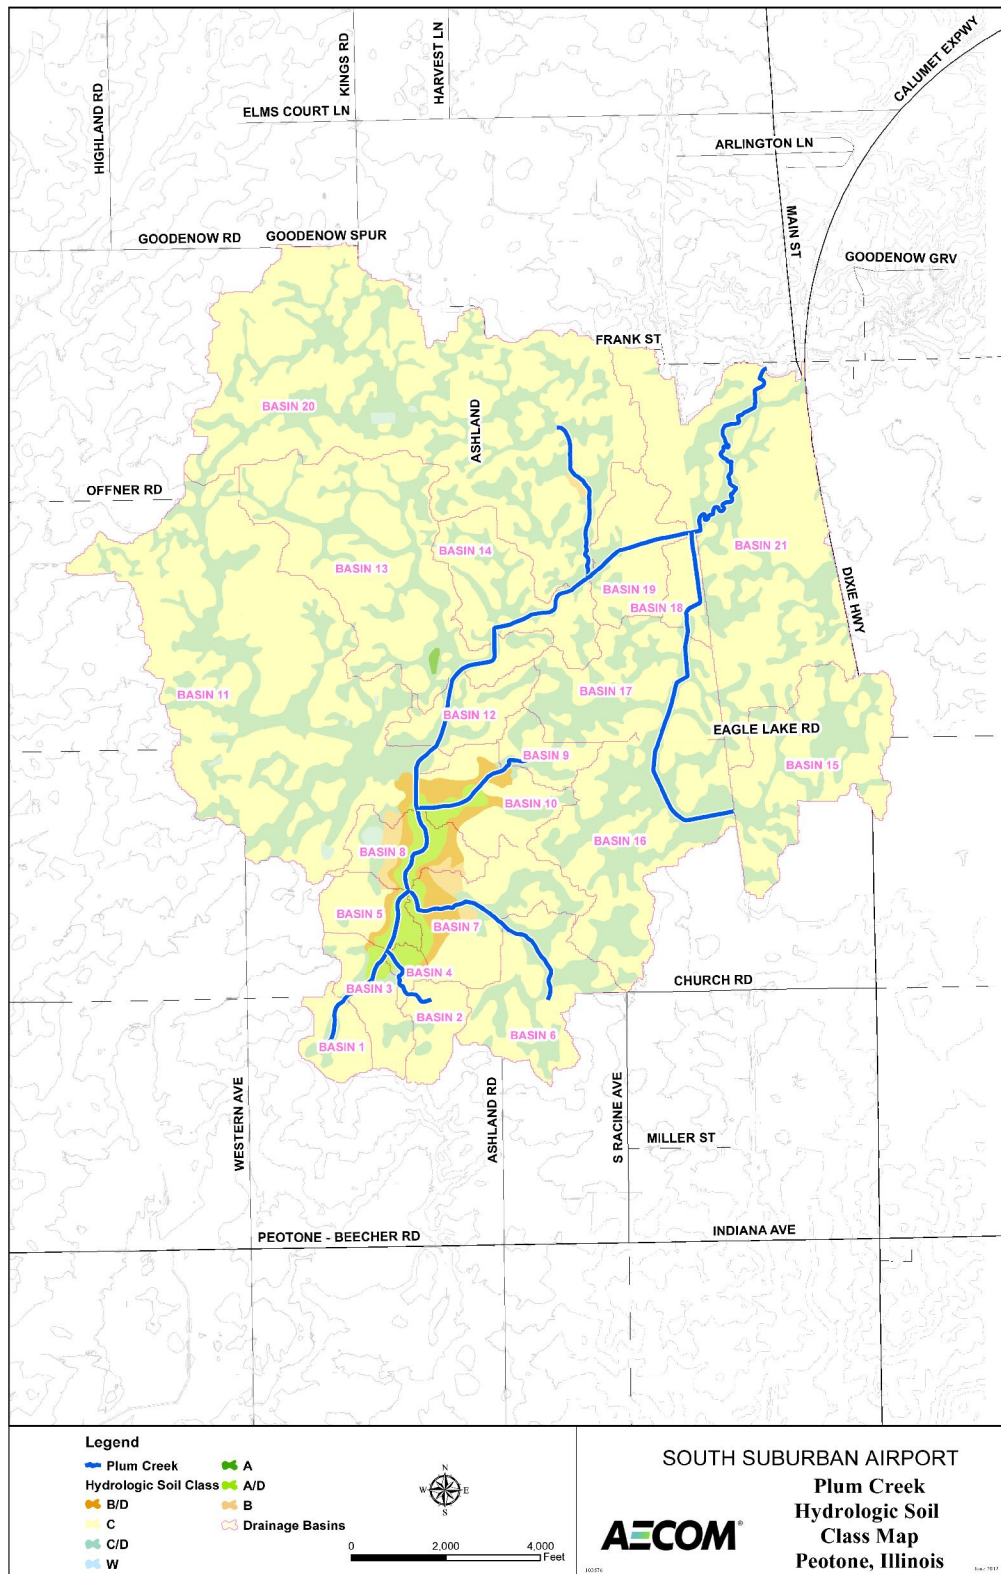 CALUMET EXPWY
KINGS RD
HARVEST LN
HIGHLAND RD
ELMS COURT LN
ARLINGTON LN
MAIN ST
GOODENOW RD
GOODENOW SPUR
GOODENOW GRV
FRANK ST
BASIN 20
ASHLAND
OFFNER RD
BASIN 14
BASIN 21
BASIN 13
BASIN 19
DIXIE HWY
BASIN 18
BASIN 11
BASIN 17
BASIN 12
EAGLE LAKE RD
BASIN 9
BASIN 15
BASIN 10
BASIN 16
BASIN 8
BASIN 5
BASIN 7
BASIN 4
CHURCH RD
BASIN 3
BASIN 2
BASIN 6
BASIN 1
WESTERN AVE
ASHLAND RD
S RACINE AVE
MILLER ST
PEOTONE - BEECHER RD
INDIANA AVE
Legend
Plum Creek
Hydrologic Soil Class
B/D
C
C/D
W
A
A/D
B
Drainage Basins
N
W E
S
0 2,000 4,000
Feet
AECOM
SOUTH SUBURBAN AIRPORT
Plum Creek
Hydrologic Soil
Class Map
Peotone, Illinois